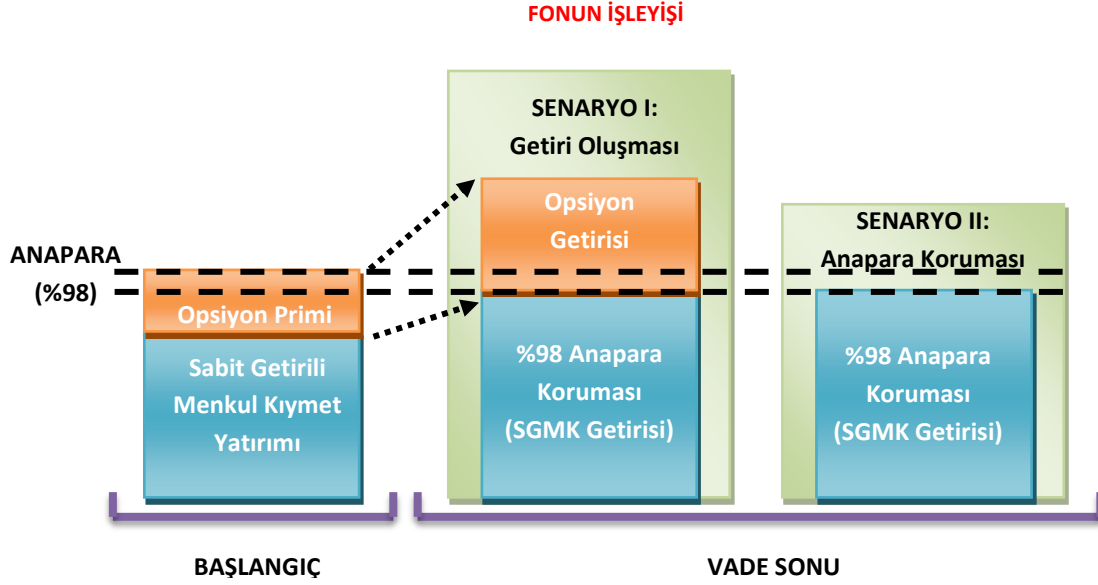 FONUN İŞLEYİŞİ
SENARYO I:
Getiri Oluşması
Opsiyon
Getirisi
SENARYO II:
Anapara Koruması
ANAPARA
(%98)
Opsiyon Primi
Sabit Getirili
Menkul Kıymet
Yatırımı
%98 Anapara
Koruması
(SGMK Getirisi)
%98 Anapara
Koruması
(SGMK Getirisi)
BAŞLANGIÇ
VADE SONU